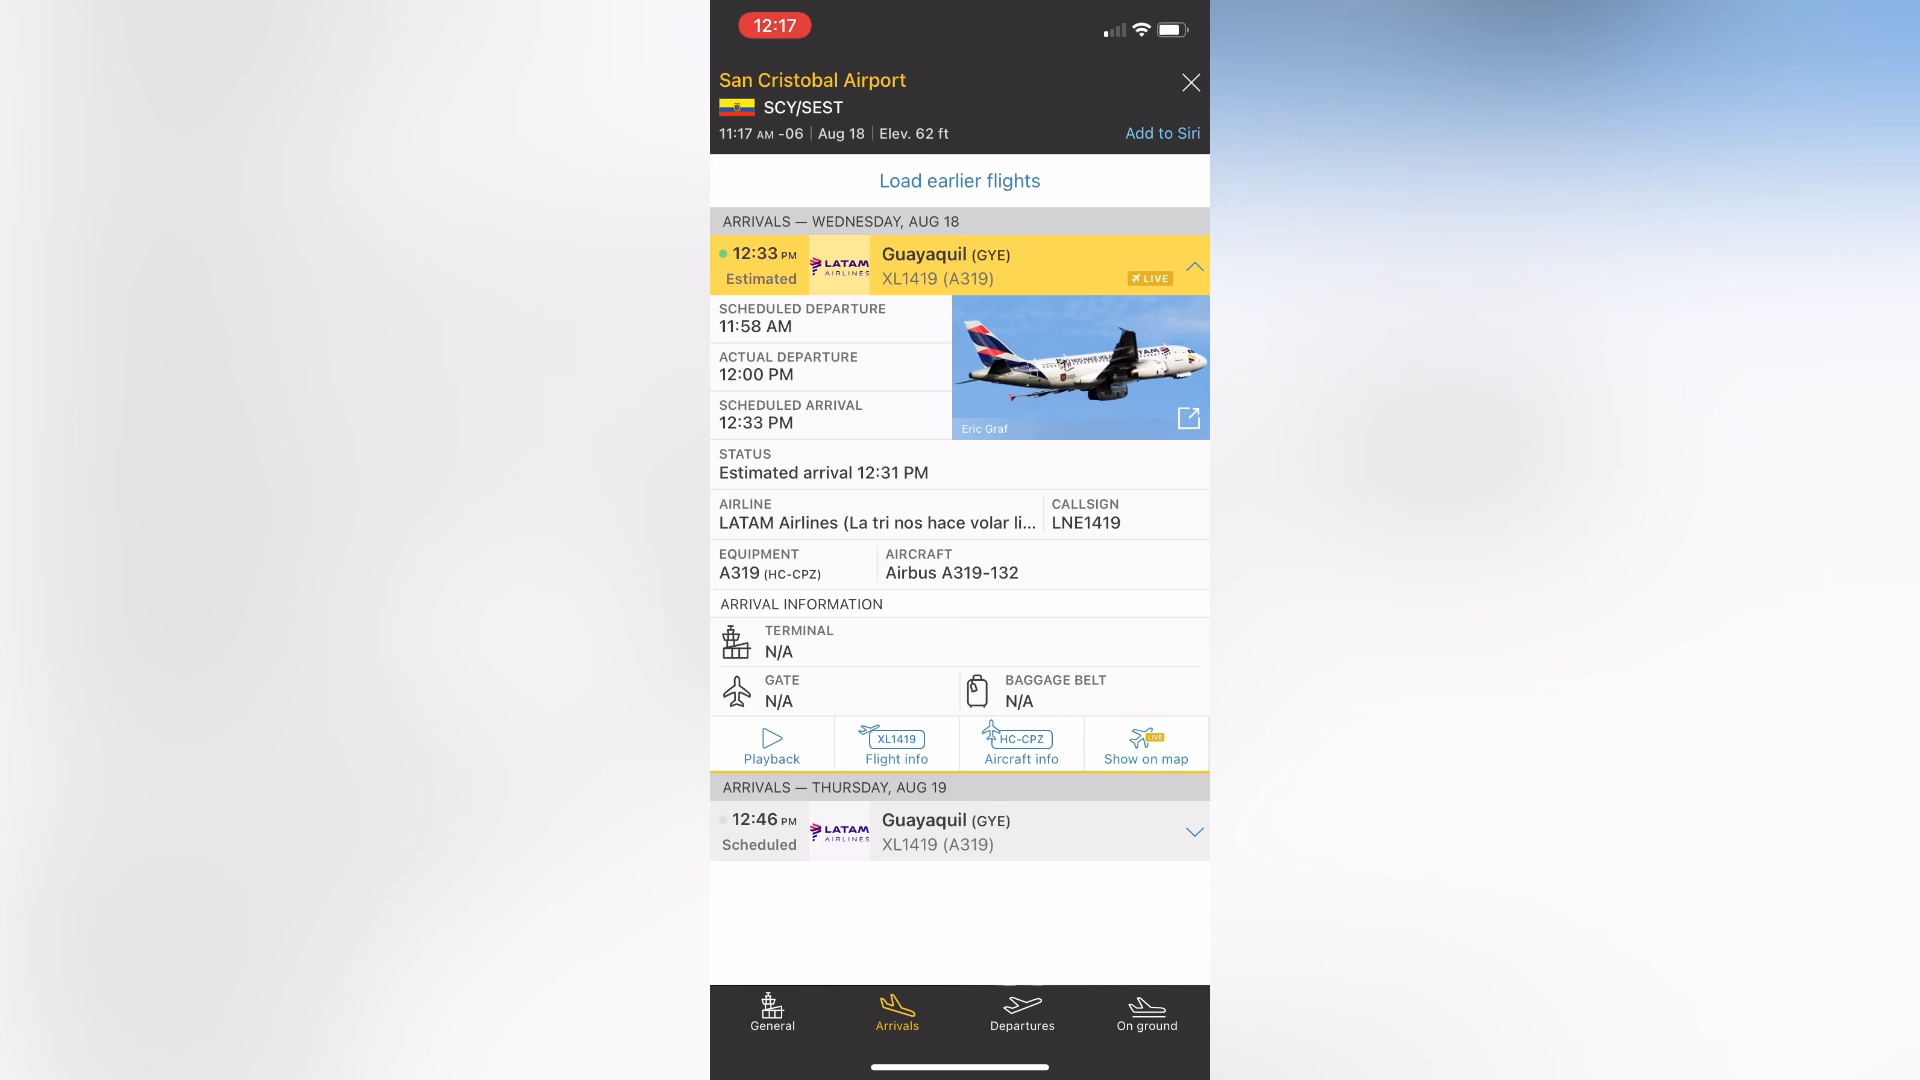 12:17
San Cristobal Airport
SCY/SEST
11:17 AM -06 | Aug 18 | Elev. 62 ft
Add to Siri
Load earlier flights
ARRIVALS — WEDNESDAY, AUG 18
12:33 PM
Estimated
LATAM
AIRLINES
Guayaquil (GYE)
XL1419 (A319)
LIVE
SCHEDULED DEPARTURE
11:58 AM
ACTUAL DEPARTURE
12:00 PM
SCHEDULED ARRIVAL
12:33 PM
Eric Graf
STATUS
Estimated arrival 12:31 PM
AIRLINE
LATAM Airlines (La tri nos hace volar li...
CALLSIGN
LNE1419
EQUIPMENT
A319 (HC-CPZ)
AIRCRAFT
Airbus A319-132
ARRIVAL INFORMATION
TERMINAL
N/A
GATE
N/A
BAGGAGE BELT
N/A
Playback
XL1419
Flight info
HC-CPZ
Aircraft info
LIVE
Show on map
ARRIVALS — THURSDAY, AUG 19
12:46 PM
Scheduled
LATAM
AIRLINES
Guayaquil (GYE)
XL1419 (A319)
General
Arrivals
Departures
On ground